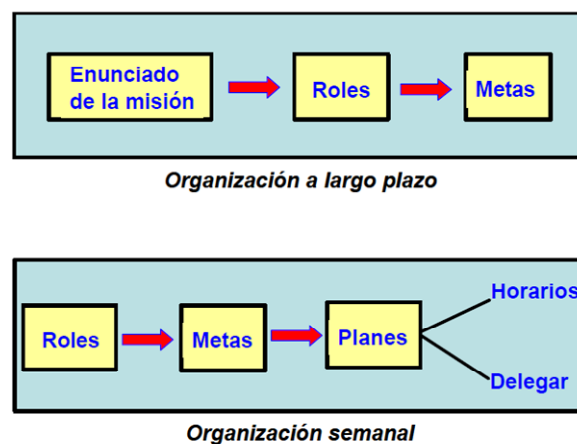 Enunciado
de la misión
Roles
Metas
Organización a largo plazo
Roles
Metas
Planes
Horarios
Delegar
Organización semanal